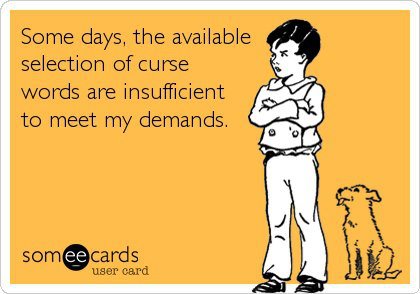 Some days, the available
selection of curse
words are insufficient
to meet my demands.
someecards
user card